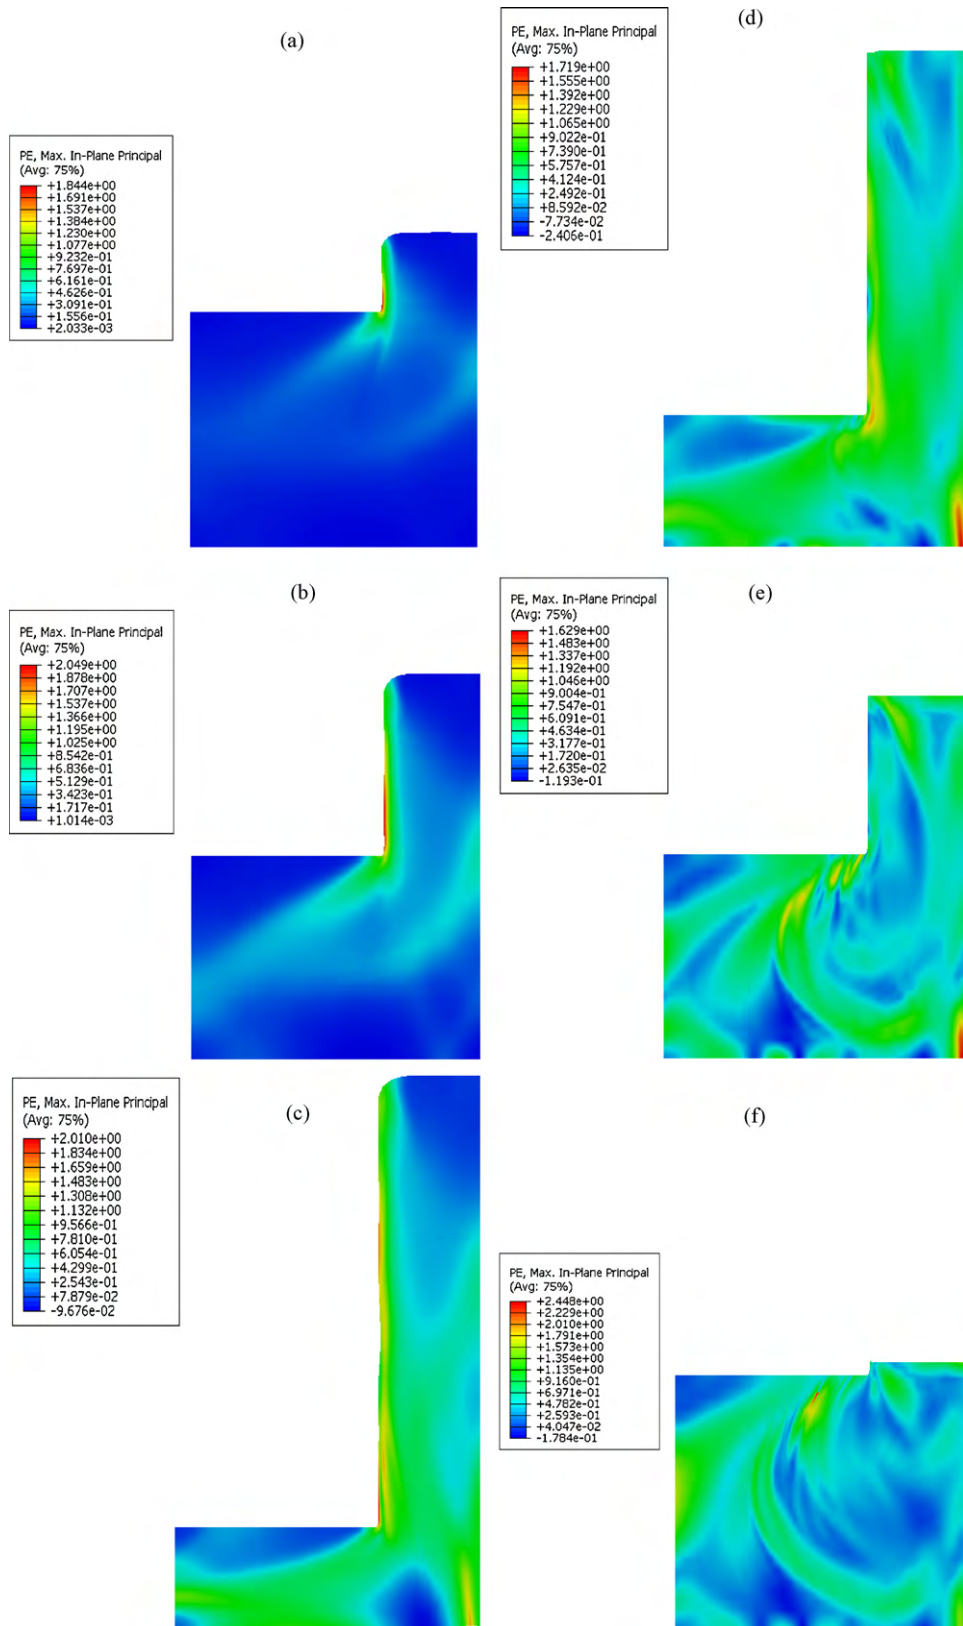 (a)
PE, Max. In-Plane Principal
(Avg: 75%)
+1.844e+00
+1.691e+00
+1.537e+00
+1.384e+00
+1.230e+00
+1.077e+00
+9.232e-01
+7.697e-01
+6.161e-01
+4.626e-01
+3.091e-01
+1.556e-01
+2.033e-03
(b)
PE, Max. In-Plane Principal
(Avg: 75%)
+2.049e+00
+1.878e+00
+1.707e+00
+1.537e+00
+1.366e+00
+1.195e+00
+1.025e+00
+8.542e-01
+6.836e-01
+5.129e-01
+3.423e-01
+1.717e-01
+1.014e-03
(c)
PE, Max. In-Plane Principal
(Avg: 75%)
+2.010e+00
+1.834e+00
+1.659e+00
+1.483e+00
+1.308e+00
+1.132e+00
+9.566e-01
+7.810e-01
+6.054e-01
+4.299e-01
+2.543e-01
+7.879e-02
-9.676e-02
(d)
PE, Max. In-Plane Principal
(Avg: 75%)
+1.719e+00
+1.555e+00
+1.392e+00
+1.229e+00
+1.065e+00
+9.022e-01
+7.390e-01
+5.757e-01
+4.124e-01
+2.492e-01
+8.592e-02
-7.734e-02
-2.406e-01
(e)
PE, Max. In-Plane Principal
(Avg: 75%)
+1.629e+00
+1.483e+00
+1.337e+00
+1.192e+00
+1.046e+00
+9.004e-01
+7.547e-01
+6.091e-01
+4.634e-01
+3.177e-01
+1.720e-01
+2.635e-02
-1.193e-01
(f)
PE, Max. In-Plane Principal
(Avg: 75%)
+2.448e+00
+2.229e+00
+2.010e+00
+1.791e+00
+1.573e+00
+1.354e+00
+1.135e+00
+9.160e-01
+6.971e-01
+4.782e-01
+2.593e-01
+4.047e-02
-1.784e-01